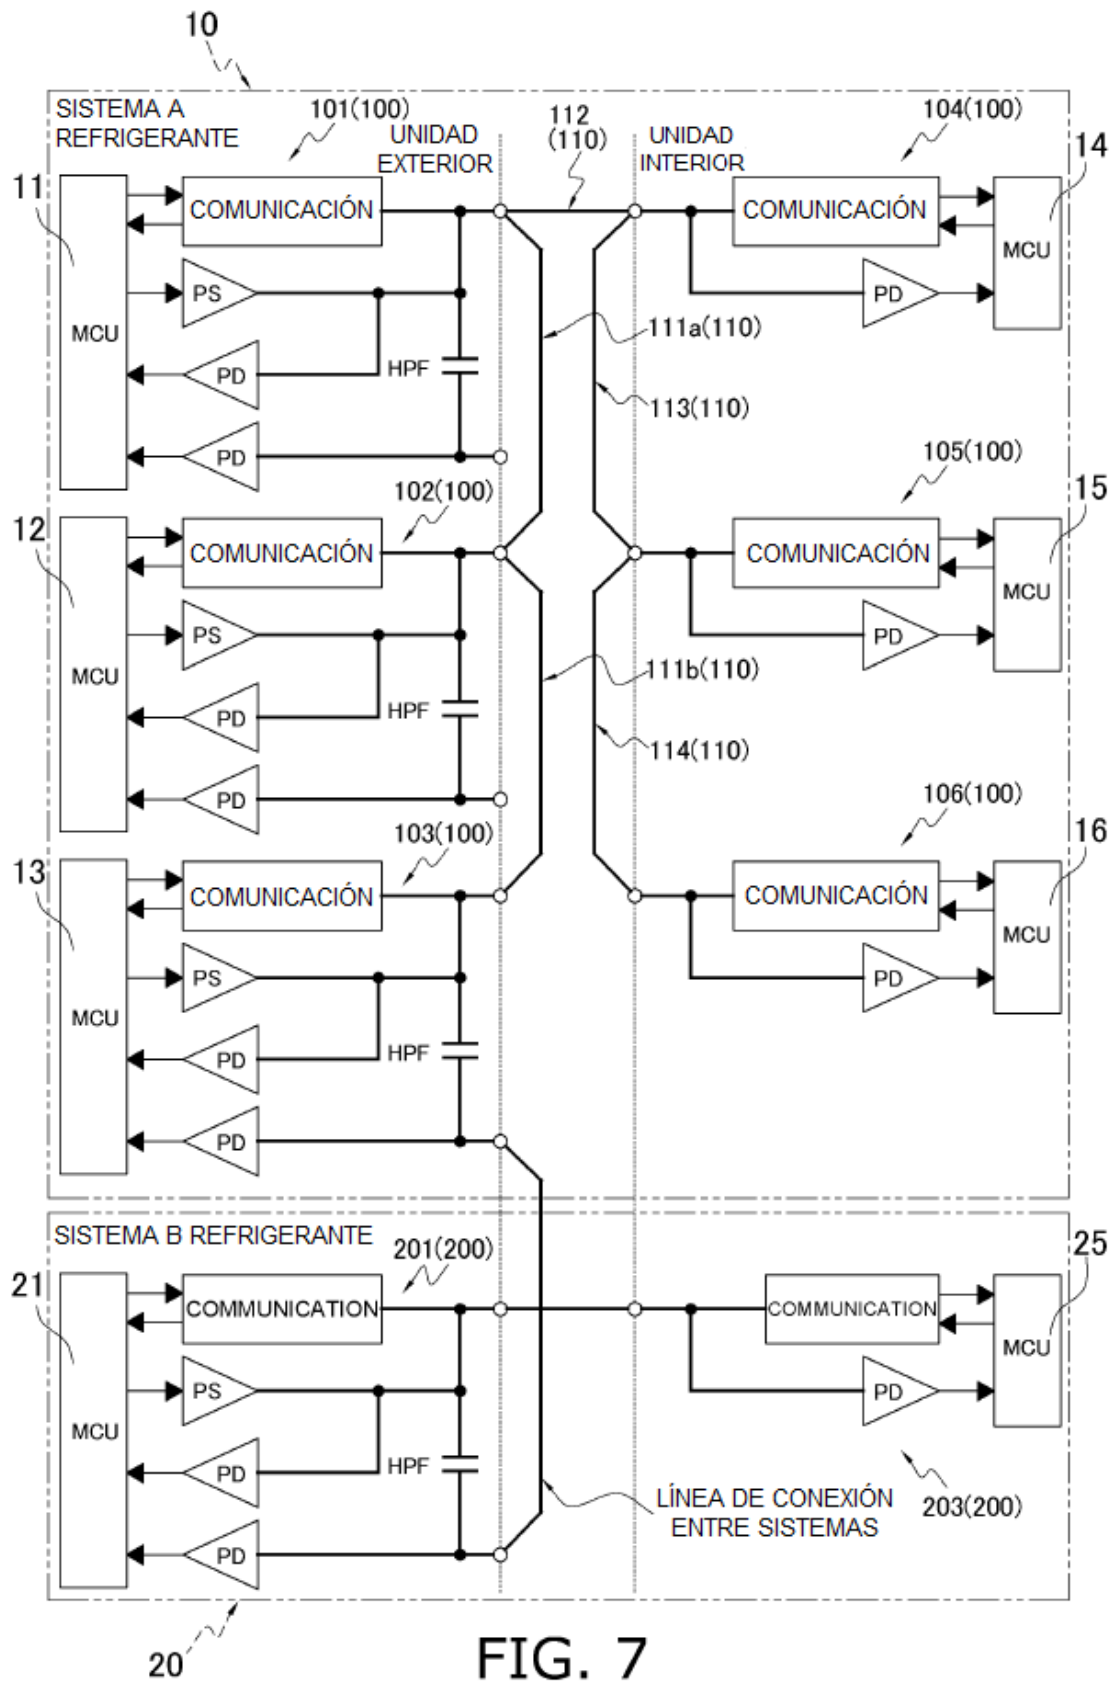 10
SISTEMA A
REFRIGERANTE
101(100)
UNIDAD
EXTERIOR
112
(110)
UNIDAD
INTERIOR
104(100)
14
11
COMUNICACIÓN
COMUNICACIÓN
MCU
PS
PD
MCU
111a(110)
PD
HPF
113(110)
PD
102(100)
105(100)
15
12
COMUNICACIÓN
COMUNICACIÓN
MCU
PS
PD
MCU
111b(110)
PD
HPF
114(110)
PD
103(100)
106(100)
16
13
COMUNICACIÓN
COMUNICACIÓN
MCU
PS
PD
MCU
PD
HPF
PD
SISTEMA B REFRIGERANTE
201(200)
25
21
COMMUNICATION
COMMUNICATION
MCU
PS
PD
MCU
PD
HPF
LÍNEA DE CONEXIÓN
ENTRE SISTEMAS
203(200)
PD
20
FIG. 7